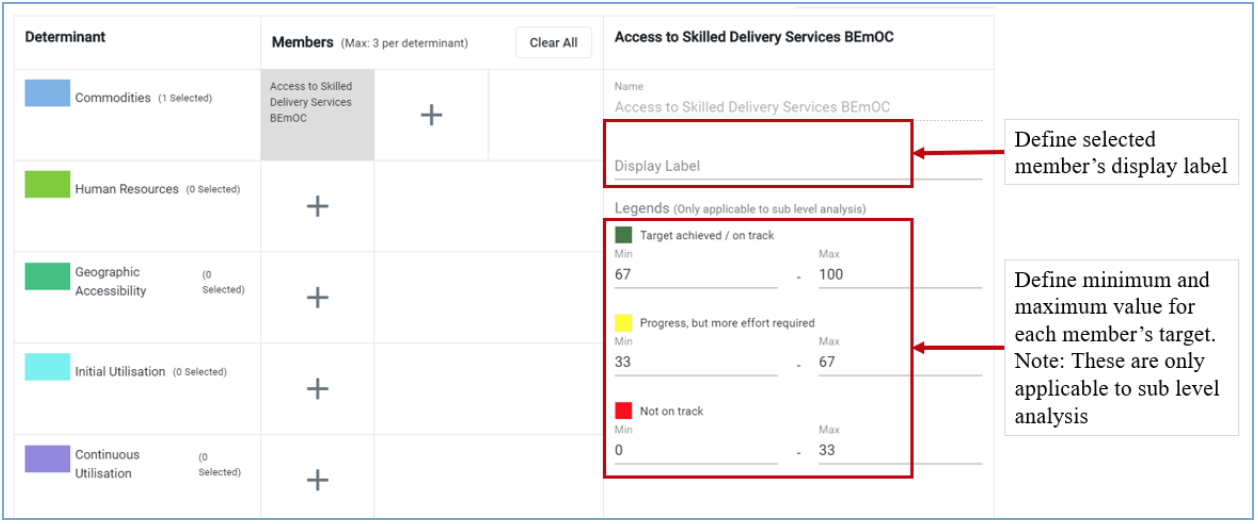 Determinant
Members (Max: 3 per determinant)
Clear All
Access to Skilled Delivery Services BEmOC
Commodities (1 Selected)
Access to Skilled
Delivery Services
BEmOC
+
Human Resources (0 Selected)
+
Geographic
Accessibility
(0
Selected)
+
Initial Utilisation (0 Selected)
+
Continuous
Utilisation
(0
Selected)
+
Name
Access to Skilled Delivery Services BEmOC
Display Label
Legends (Only applicable to sub level analysis)
Target achieved / on track
Min
Max
67 - 100
Progress, but more effort required
Min
Max
33 - 67
Not on track
Min
Max
0 - 33
Define selected
member’s display label
Define minimum and
maximum value for
each member’s target.
Note: These are only
applicable to sub level
analysis